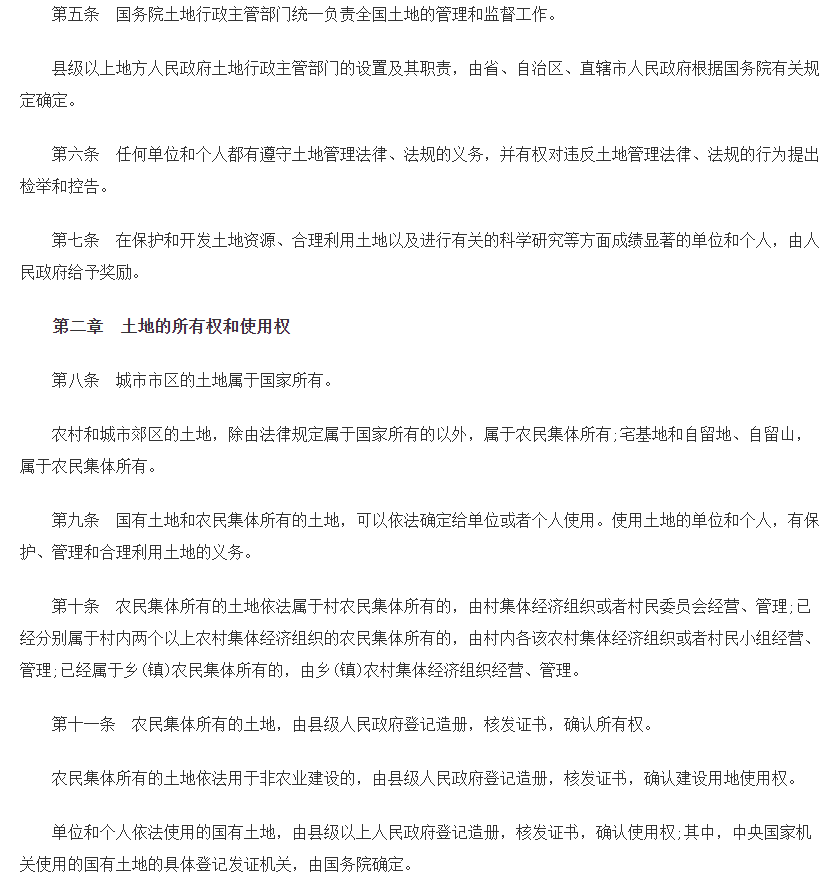 第五条　国务院土地行政主管部门统一负责全国土地的管理和监督工作。
县级以上地方人民政府土地行政主管部门的设置及其职责，由省、自治区、直辖市人民政府根据国务院有关规
定确定。
第六条　任何单位和个人都有遵守土地管理法律、法规的义务，并有权对违反土地管理法律、法规的行为提出
检举和控告。
第七条　在保护和开发土地资源、合理利用土地以及进行有关的科学研究等方面成绩显著的单位和个人，由人
民政府给予奖励。
第二章　土地的所有权和使用权
第八条　城市市区的土地属于国家所有。
农村和城市郊区的土地，除由法律规定属于国家所有的以外，属于农民集体所有;宅基地和自留地、自留山，
属于农民集体所有。
第九条　国有土地和农民集体所有的土地，可以依法确定给单位或者个人使用。使用土地的单位和个人，有保
护、管理和合理利用土地的义务。
第十条　农民集体所有的土地依法属于村农民集体所有的，由村集体经济组织或者村民委员会经营、管理;已
经分别属于村内两个以上农村集体经济组织的农民集体所有的，由村内各该农村集体经济组织或者村民小组经营、
管理;已经属于乡(镇)农民集体所有的，由乡(镇)农村集体经济组织经营、管理。
第十一条　农民集体所有的土地，由县级人民政府登记造册，核发证书，确认所有权。
农民集体所有的土地依法用于非农业建设的，由县级人民政府登记造册，核发证书，确认建设用地使用权。
单位和个人依法使用的国有土地，由县级以上人民政府登记造册，核发证书，确认使用权;其中，中央国家机
关使用的国有土地的具体登记发证机关，由国务院确定。